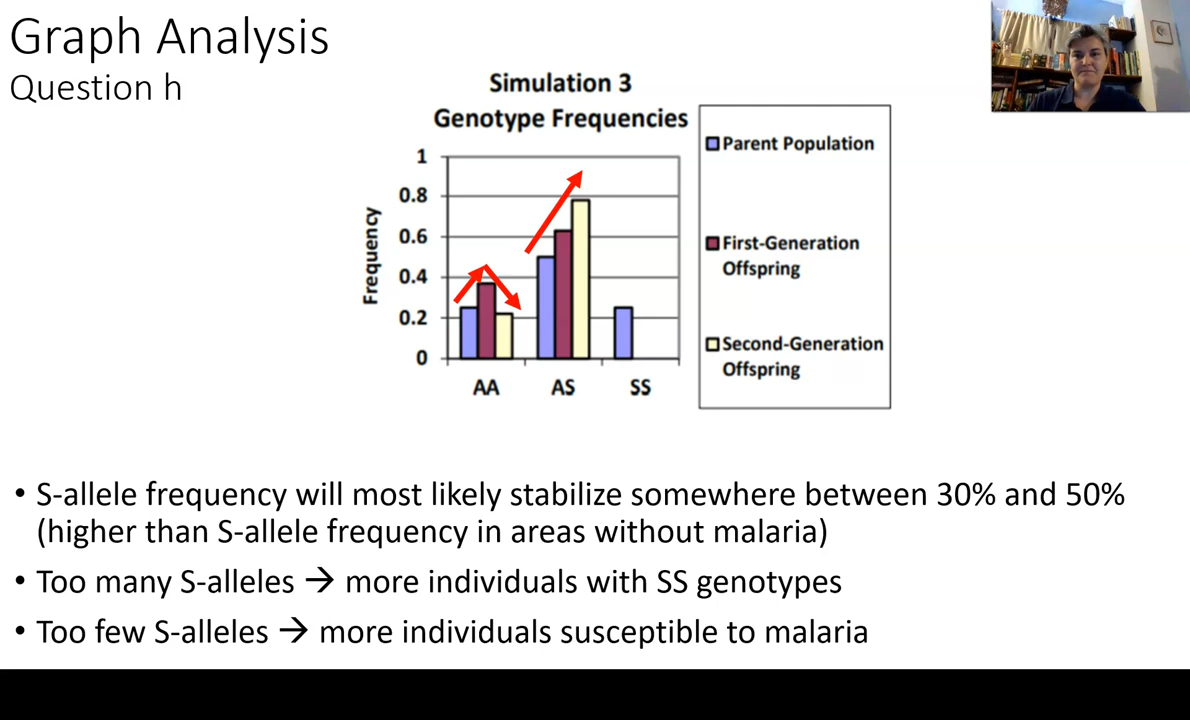 Graph Analysis
Question h
Simulation 3
Genotype Frequencies
Frequency
1
0.8
0.6
0.4
0.2
0
AA AS SS
Parent Population
First-Generation
Offspring
Second-Generation
Offspring
• S-allele frequency will most likely stabilize somewhere between 30% and 50%
(higher than S-allele frequency in areas without malaria)
• Too many S-alleles → more individuals with SS genotypes
• Too few S-alleles → more individuals susceptible to malaria